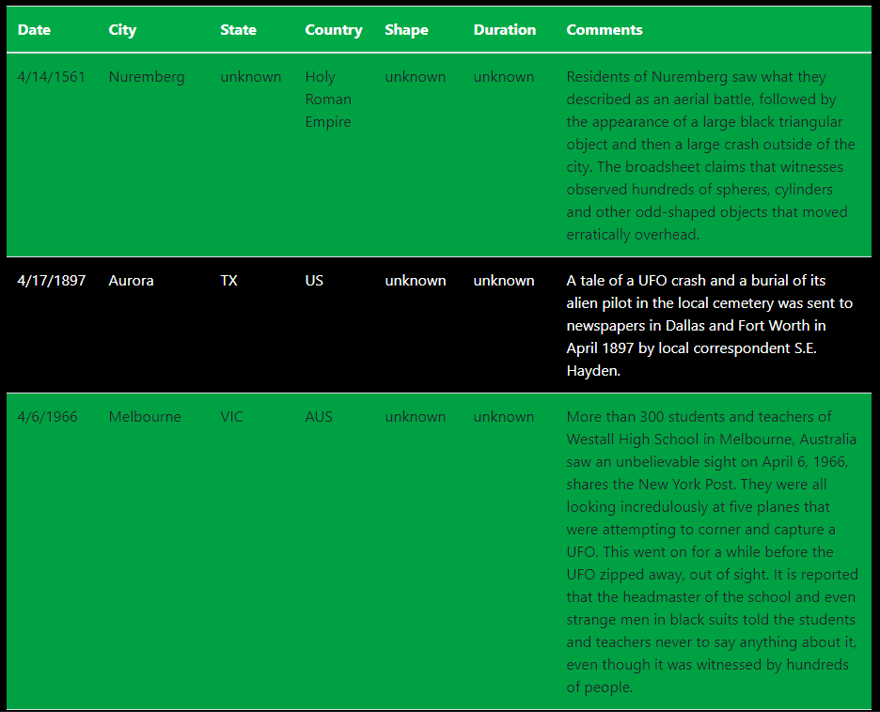 Date City State Country Shape Duration Comments
4/14/1561 Nuremberg unknown Holy Roman Empire unknown unknown Residents of Nuremberg saw what they
described as an aerial battle, followed by
the appearance of a large black triangular
object and then a large crash outside of the
city. The broadsheet claims that witnesses
observed hundreds of spheres, cylinders
and other odd-shaped objects that moved
erratically overhead.
4/17/1897 Aurora TX US unknown unknown A tale of a UFO crash and a burial of its
alien pilot in the local cemetery was sent to
newspapers in Dallas and Fort Worth in
April 1897 by local correspondent S.E.
Hayden.
4/6/1966 Melbourne VIC AUS unknown unknown More than 300 students and teachers of
Westall High School in Melbourne, Australia
saw an unbelievable sight on April 6, 1966,
shares the New York Post. They were all
looking incredulously at five planes that
were attempting to corner and capture a
UFO. This went on for a while before the
UFO zipped away, out of sight. It is reported
that the headmaster of the school and even
strange men in black suits told the students
and teachers never to say anything about it,
even though it was witnessed by hundreds
of people.